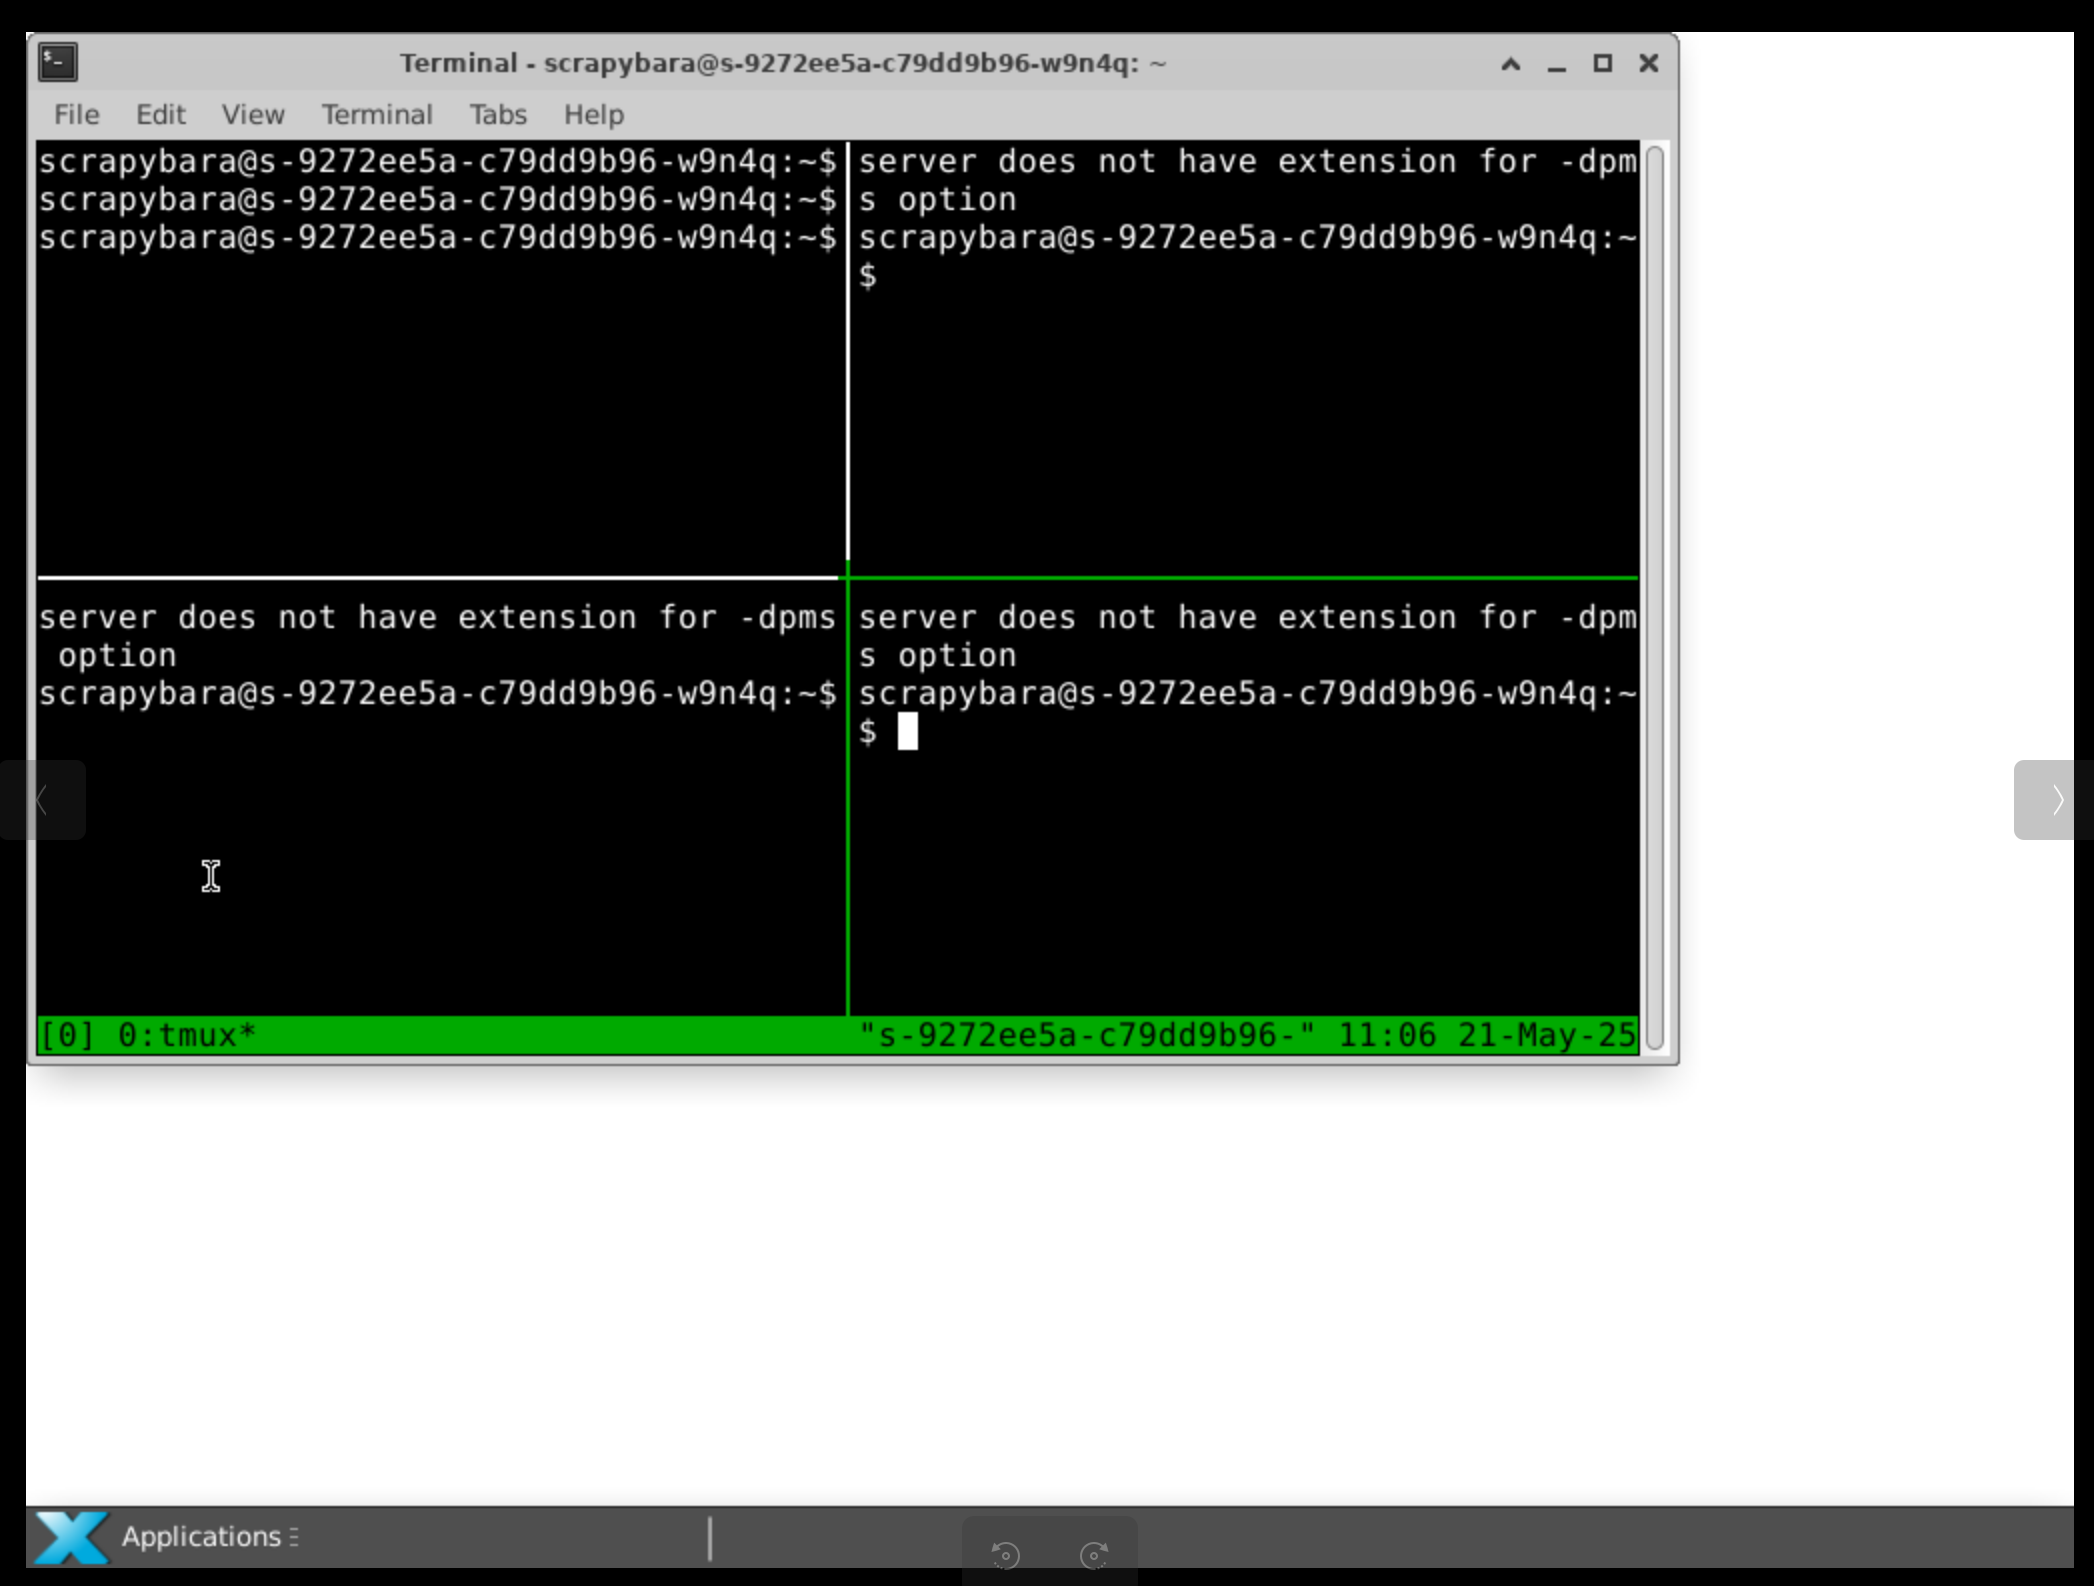 Terminal - scrapybara@s-9272ee5a-c79dd9b96-w9n4q: ~
File Edit View Terminal Tabs Help
scrapybara@s-9272ee5a-c79dd9b96-w9n4q:~$
scrapybara@s-9272ee5a-c79dd9b96-w9n4q:~$
scrapybara@s-9272ee5a-c79dd9b96-w9n4q:~$
server does not have extension for -dpm
s option
scrapybara@s-9272ee5a-c79dd9b96-w9n4q:~
$
server does not have extension for -dpms
option
scrapybara@s-9272ee5a-c79dd9b96-w9n4q:~$
server does not have extension for -dpm
s option
scrapybara@s-9272ee5a-c79dd9b96-w9n4q:~
$
[0] 0:tmux* "s-9272ee5a-c79dd9b96-" 11:06 21-May-25
Applications